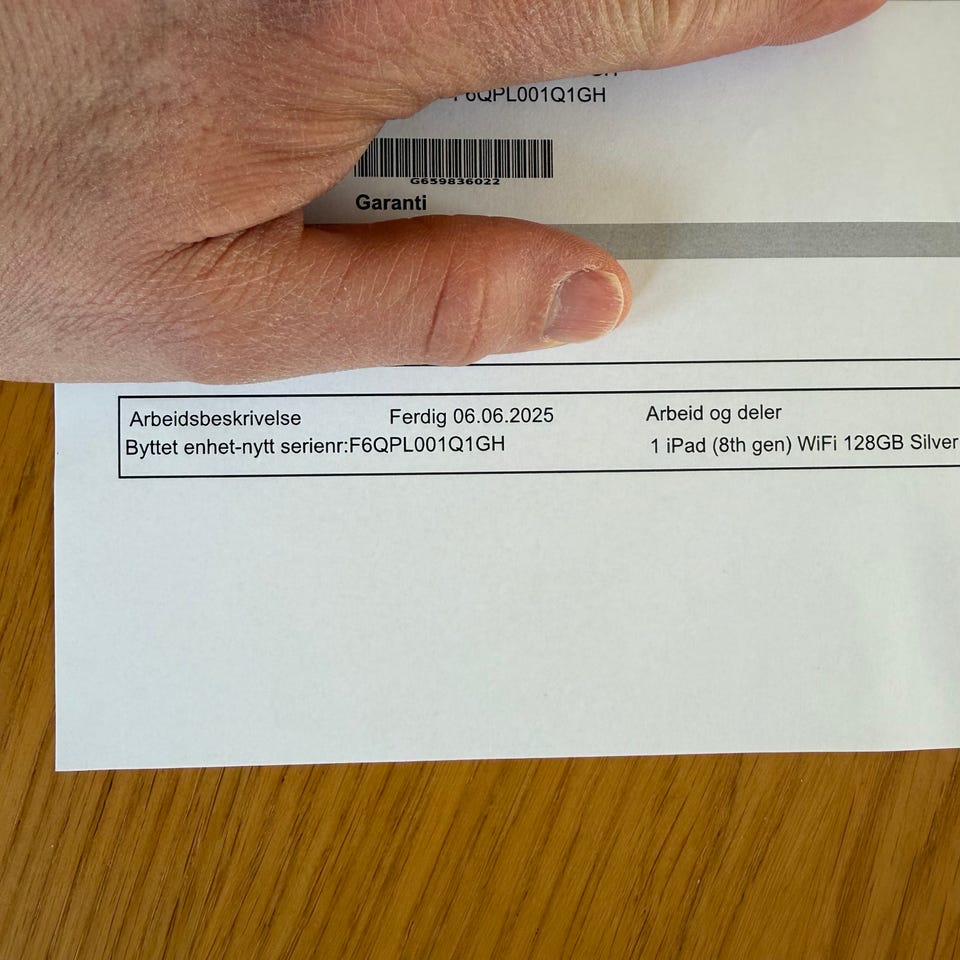 F6QPL001Q1GH
G659836022
Garanti
Arbeidsbeskrivelse Ferdig 06.06.2025 Arbeid og deler
Byttet enhet-nytt serienr:F6QPL001Q1GH 1 iPad (8th gen) WiFi 128GB Silver